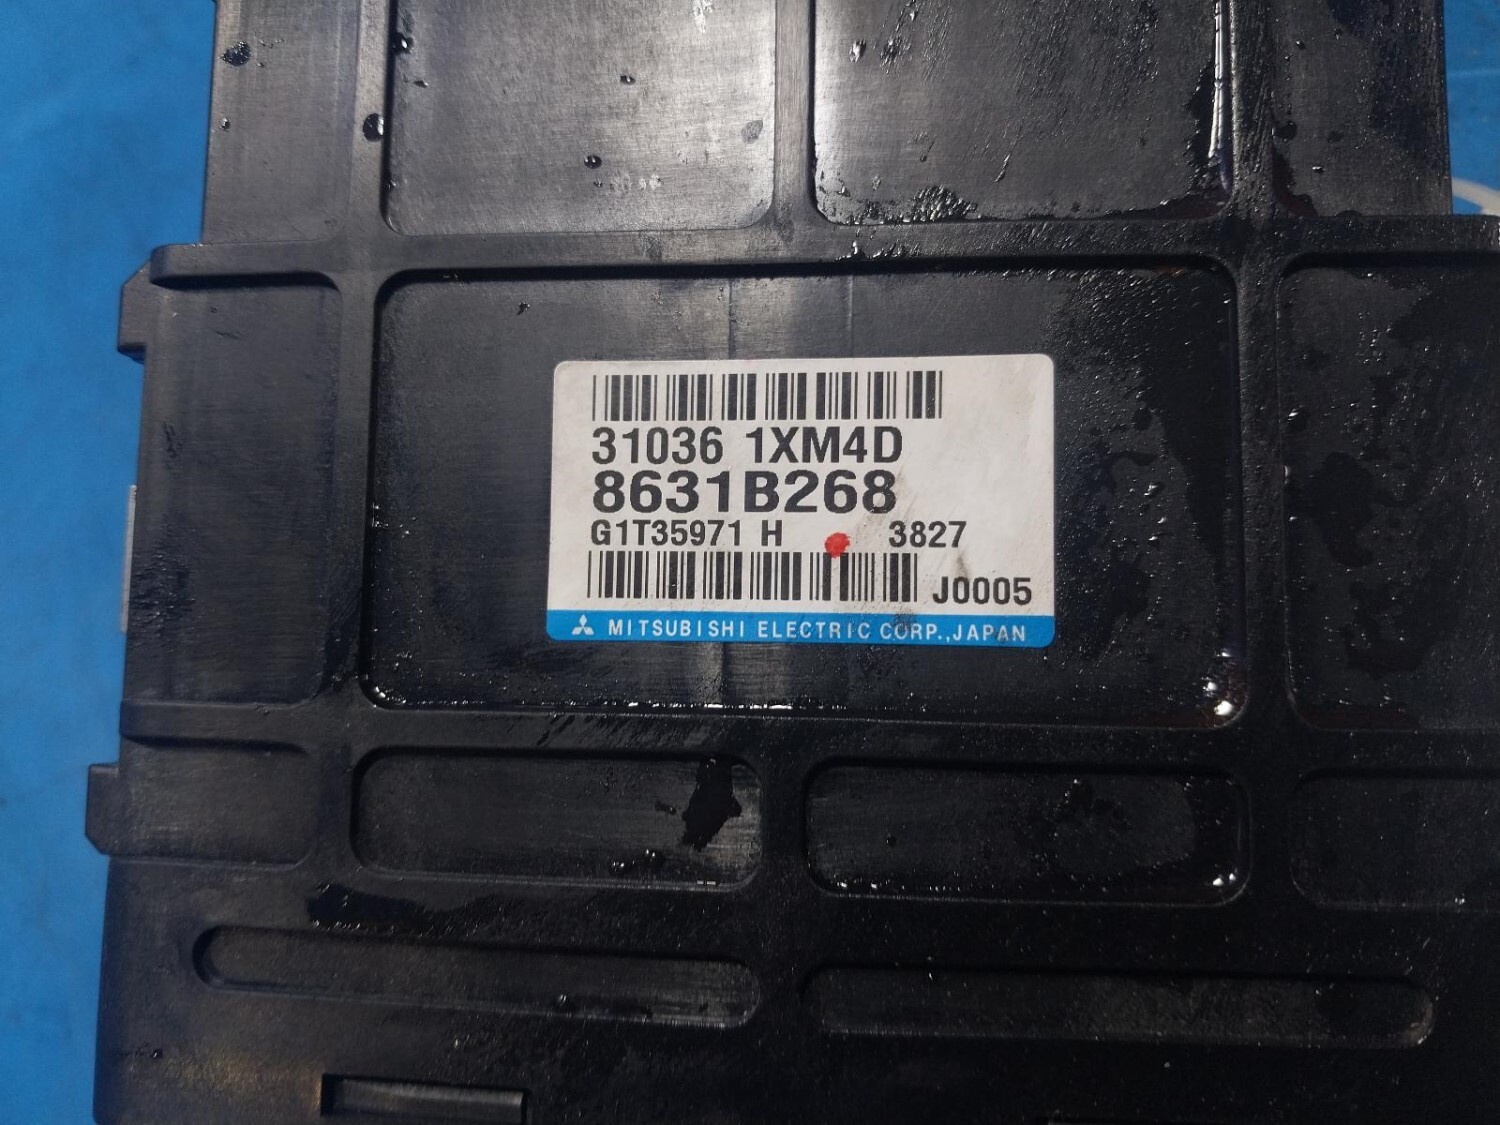 31036 1XM4D
8631B268
G1T35971 H 3827
J0005
MITSUBISHI ELECTRIC CORP.,JAPAN